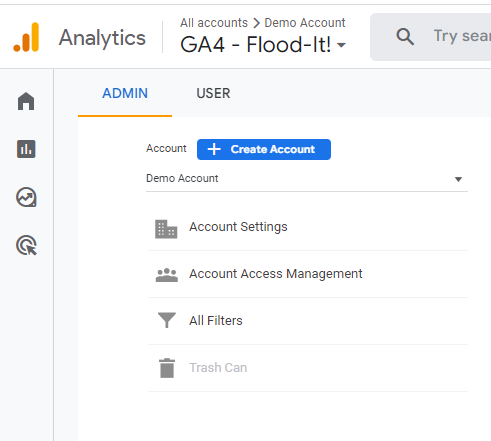 All accounts > Demo Account
Analytics
GA4 - Flood-It!
Try sear
ADMIN
USER
Account
Create Account
Demo Account
Account Settings
Account Access Management
All Filters
Trash Can